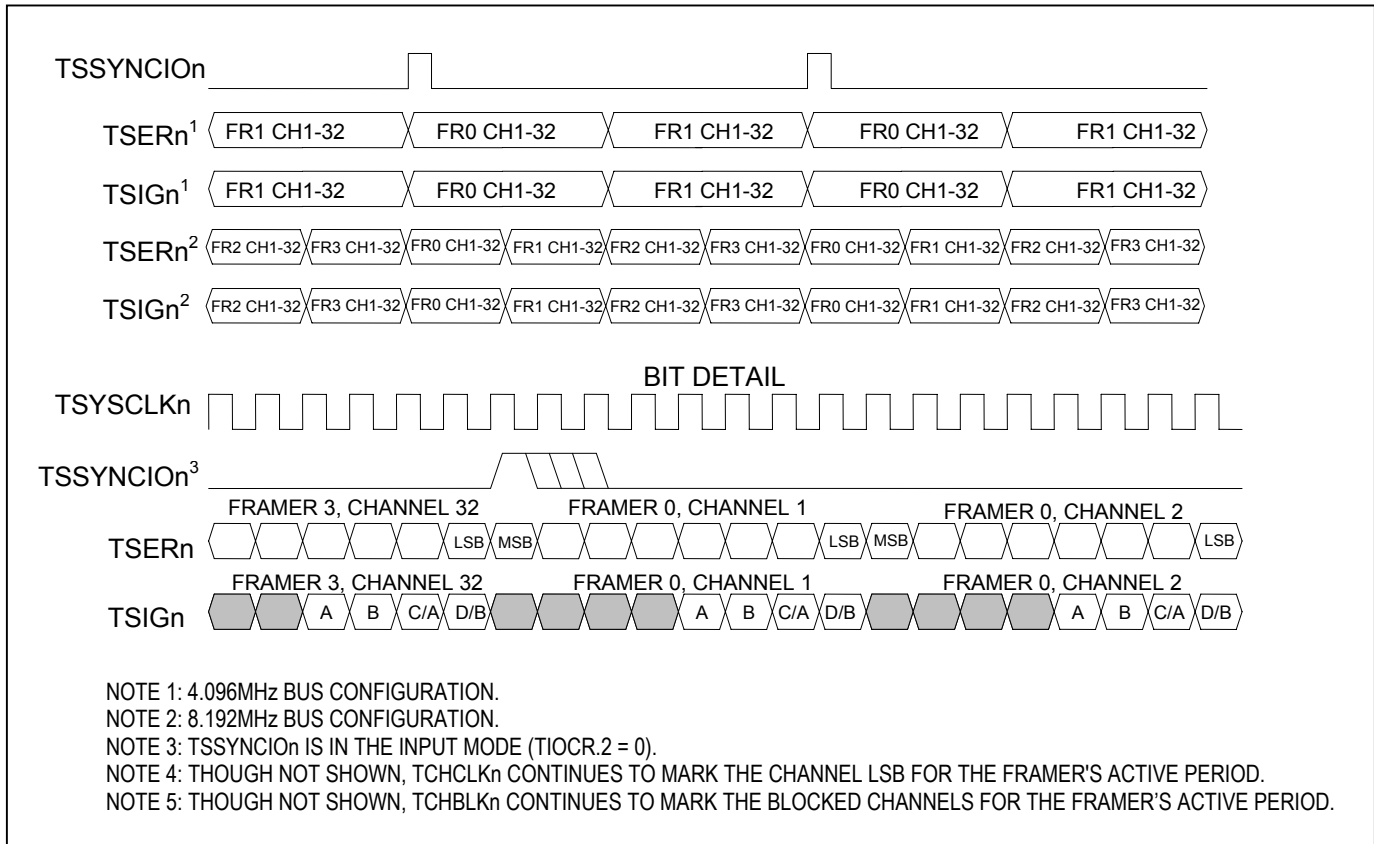 TSSYNCIOn
TSERn¹ FR1 CH1-32 FR0 CH1-32 FR1 CH1-32 FR0 CH1-32 FR1 CH1-32
TSIGn¹ FR1 CH1-32 FR0 CH1-32 FR1 CH1-32 FR0 CH1-32 FR1 CH1-32
TSERn² FR2 CH1-32 FR3 CH1-32 FR0 CH1-32 FR1 CH1-32 FR2 CH1-32 FR3 CH1-32 FR0 CH1-32 FR1 CH1-32 FR2 CH1-32 FR3 CH1-32
TSIGn² FR2 CH1-32 FR3 CH1-32 FR0 CH1-32 FR1 CH1-32 FR2 CH1-32 FR3 CH1-32 FR0 CH1-32 FR1 CH1-32 FR2 CH1-32 FR3 CH1-32
BIT DETAIL
TSYSCLKn
TSSYNCIOn³
FRAMER 3, CHANNEL 32 FRAMER 0, CHANNEL 1 FRAMER 0, CHANNEL 2
TSERn LSB MSB LSB MSB LSB
FRAMER 3, CHANNEL 32 FRAMER 0, CHANNEL 1 FRAMER 0, CHANNEL 2
TSIGn A B C/A D/B A B C/A D/B A B C/A D/B
NOTE 1: 4.096MHz BUS CONFIGURATION.
NOTE 2: 8.192MHz BUS CONFIGURATION.
NOTE 3: TSSYNCIOn IS IN THE INPUT MODE (TIOCR.2 = 0).
NOTE 4: THOUGH NOT SHOWN, TCHCLKn CONTINUES TO MARK THE CHANNEL LSB FOR THE FRAMER'S ACTIVE PERIOD.
NOTE 5: THOUGH NOT SHOWN, TCHBLKn CONTINUES TO MARK THE BLOCKED CHANNELS FOR THE FRAMER’S ACTIVE PERIOD.